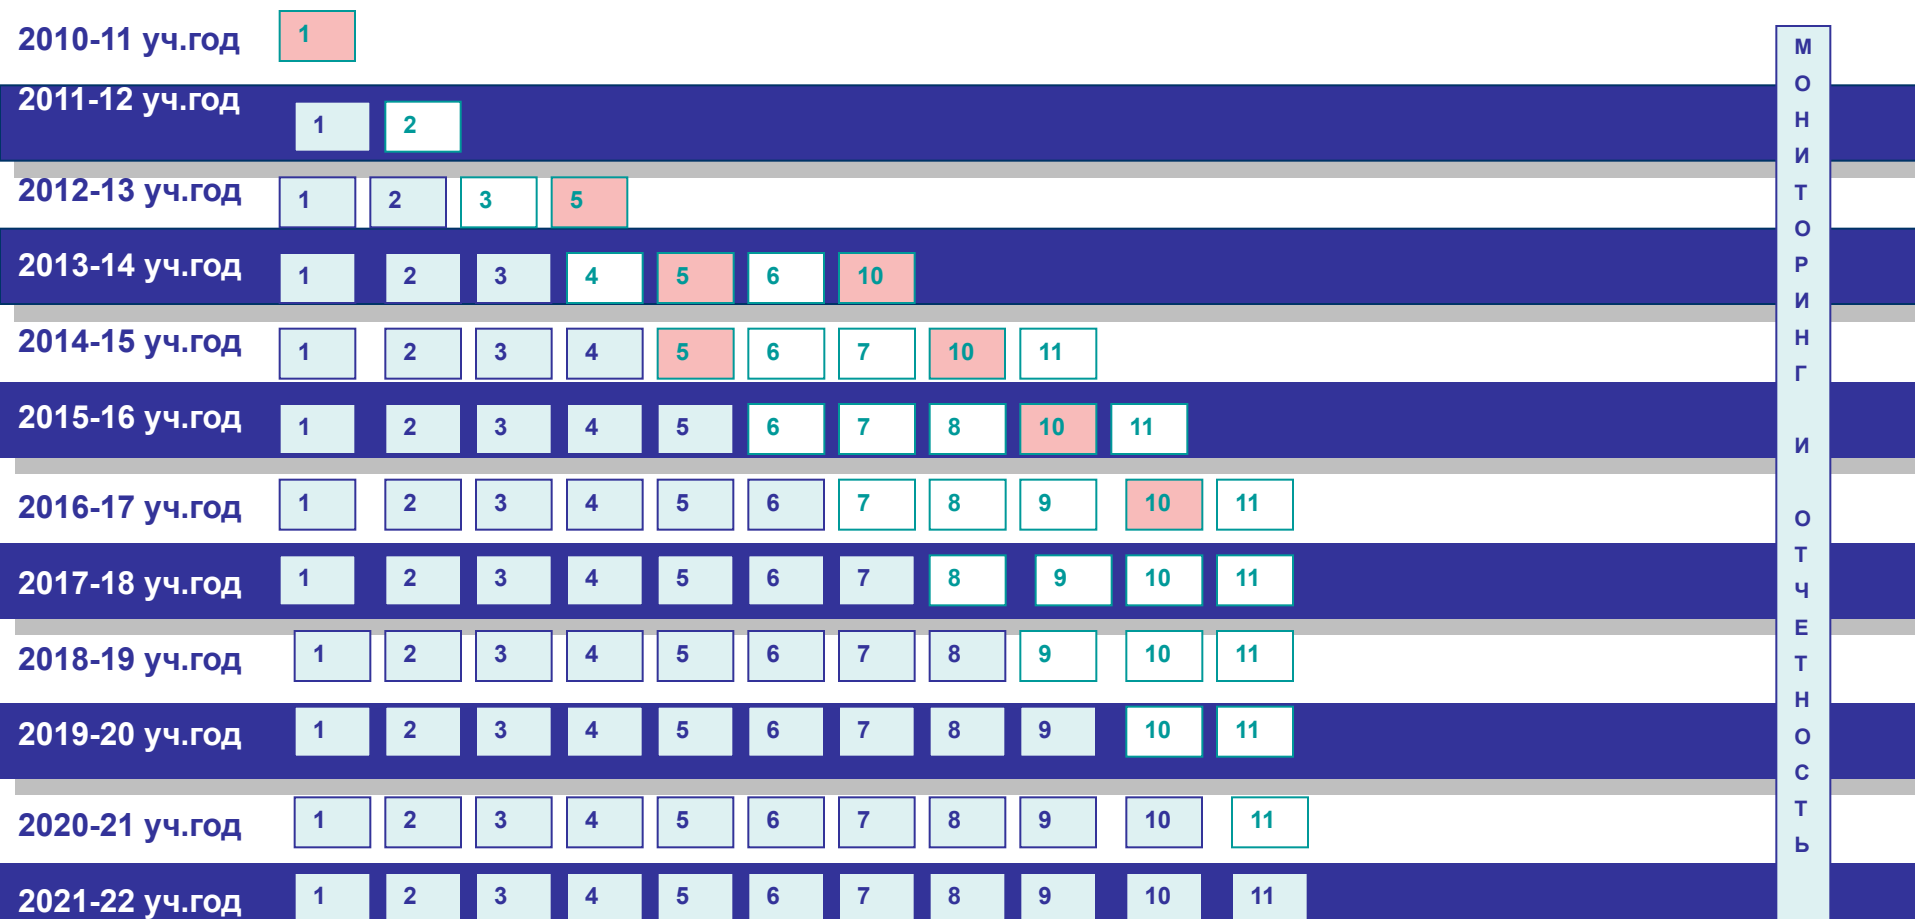 2010-11 уч.год 1
2011-12 уч.год 1 2
2012-13 уч.год 1 2 3 5
2013-14 уч.год 1 2 3 4 5 6 10
2014-15 уч.год 1 2 3 4 5 6 7 10 11
2015-16 уч.год 1 2 3 4 5 6 7 8 10 11
2016-17 уч.год 1 2 3 4 5 6 7 8 9 10 11
2017-18 уч.год 1 2 3 4 5 6 7 8 9 10 11
2018-19 уч.год 1 2 3 4 5 6 7 8 9 10 11
2019-20 уч.год 1 2 3 4 5 6 7 8 9 10 11
2020-21 уч.год 1 2 3 4 5 6 7 8 9 10 11
2021-22 уч.год 1 2 3 4 5 6 7 8 9 10 11
МОНИТОРИНГ И ОТЧЕТНОСТЬ